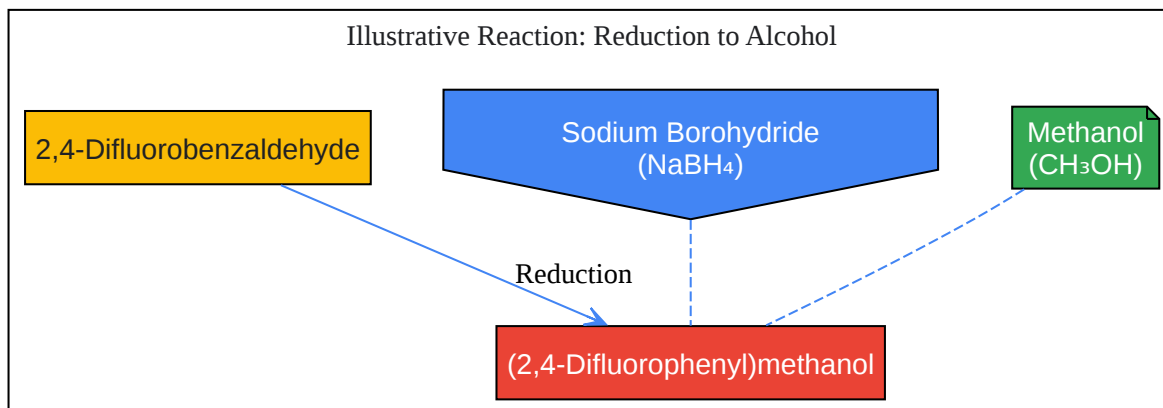 Illustrative Reaction: Reduction to Alcohol
2,4-Difluorobenzaldehyde
Sodium Borohydride
(NaBH₄)
Methanol
(CH₃OH)
Reduction
(2,4-Difluorophenyl)methanol